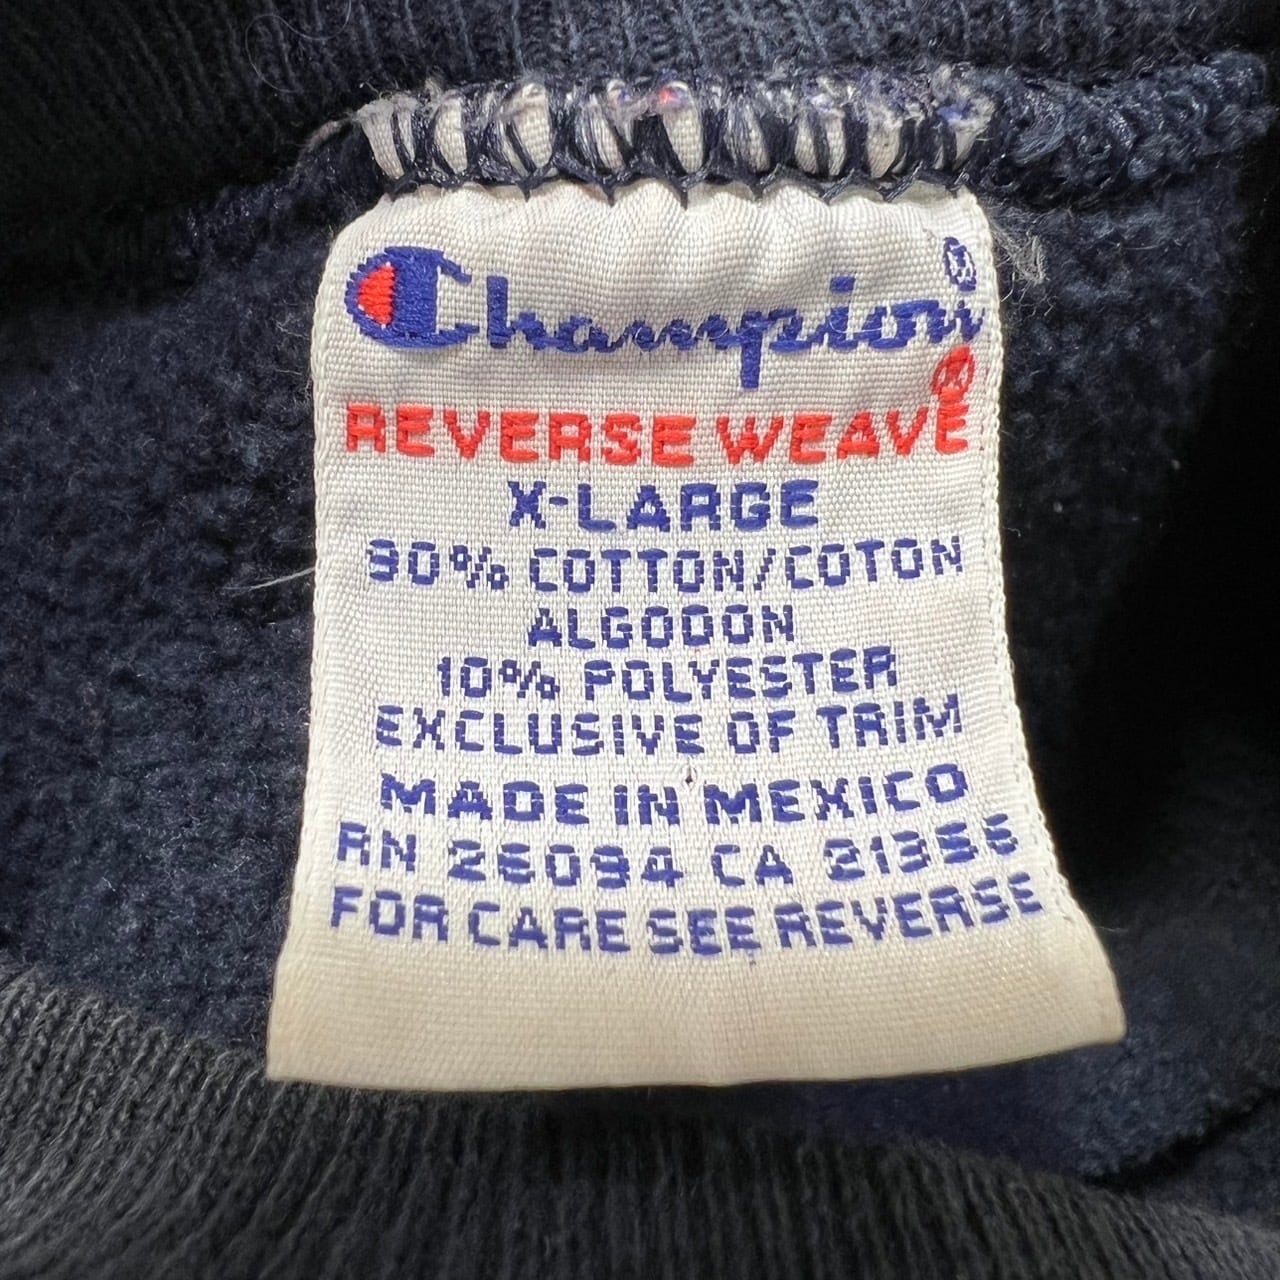 Champion®
REVERSE WEAVE®
X-LARGE
90% COTTON/COTON
ALGODON
10% POLYESTER
EXCLUSIVE OF TRIM
MADE IN MEXICO
RN 26094 CA 21356
FOR CARE SEE REVERSE